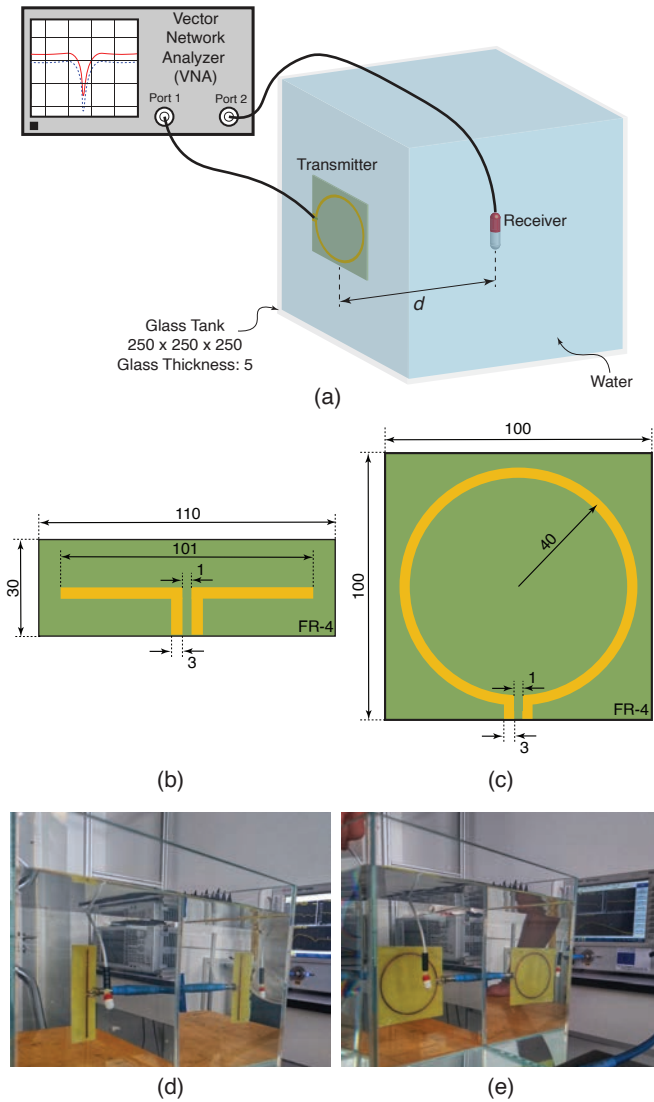 Vector
Network
Analyzer
(VNA)
Port 1
Port 2
Transmitter
Receiver
d
Glass Tank
250 x 250 x 250
Glass Thickness: 5
Water
(a)
110
101
1
30
FR-4
3
(b)
100
40
100
1
FR-4
3
(c)
(d)
(e)